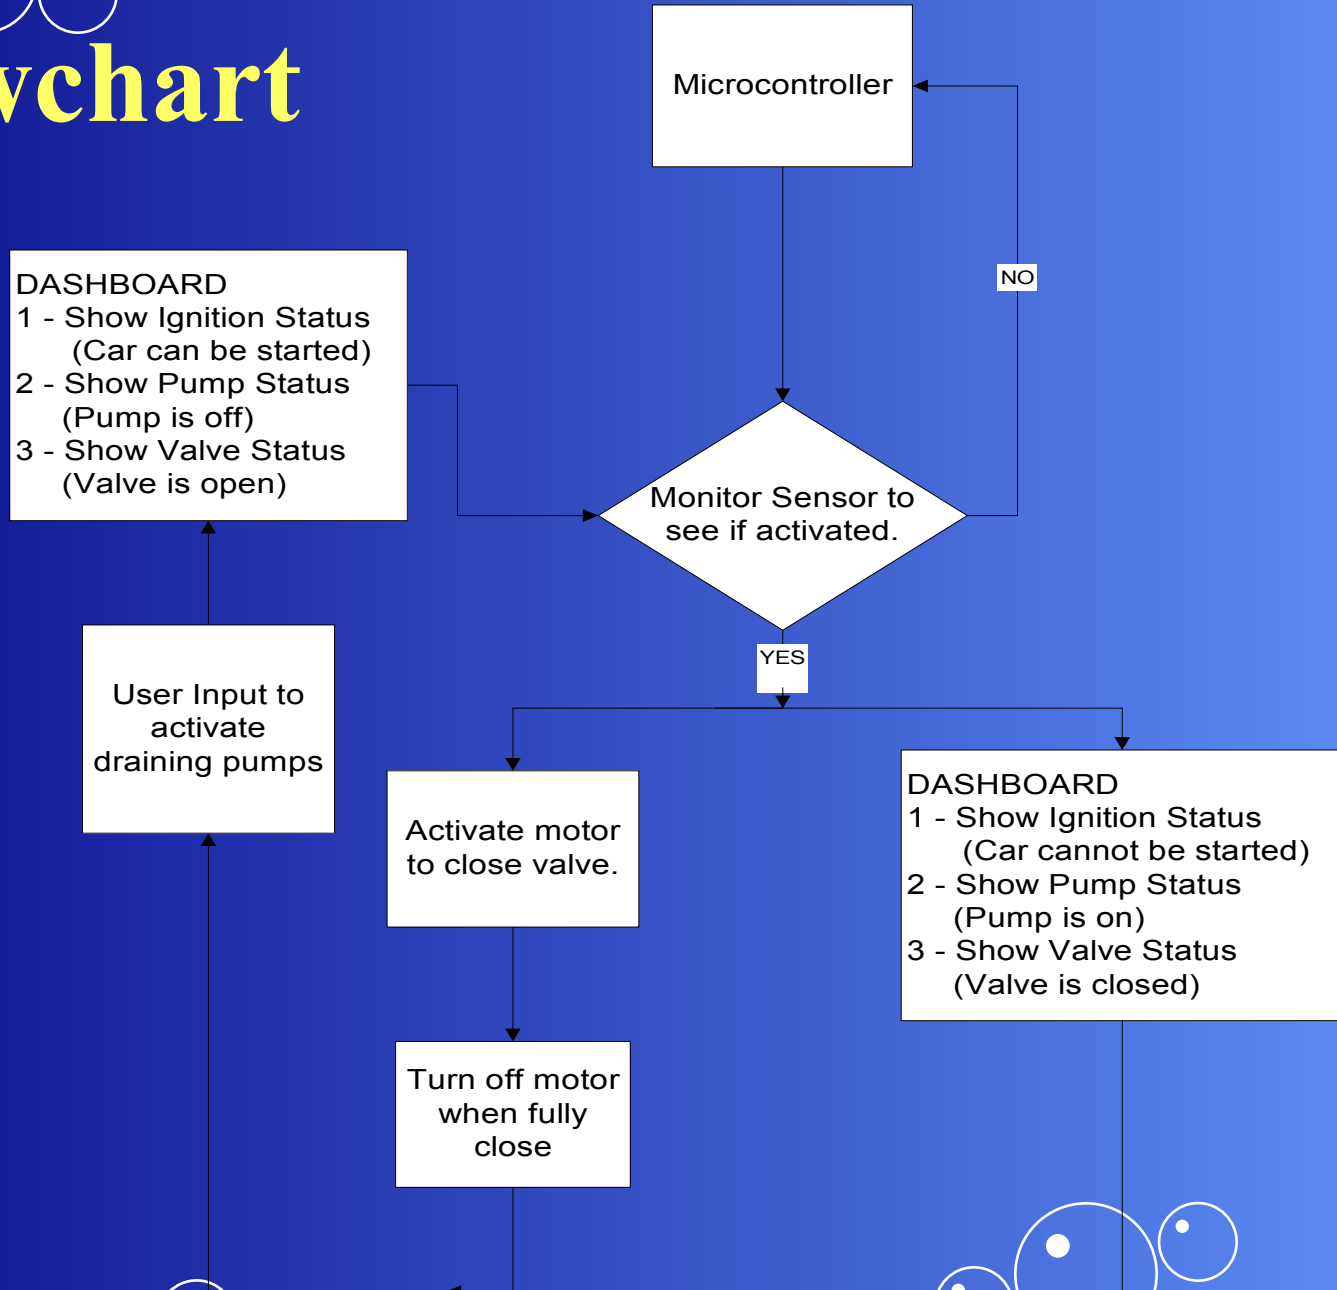 wchart
Microcontroller
NO
DASHBOARD
1 - Show Ignition Status
(Car can be started)
2 - Show Pump Status
(Pump is off)
3 - Show Valve Status
(Valve is open)
Monitor Sensor to
see if activated.
YES
User Input to
activate
draining pumps
Activate motor
to close valve.
DASHBOARD
1 - Show Ignition Status
(Car cannot be started)
2 - Show Pump Status
(Pump is on)
3 - Show Valve Status
(Valve is closed)
Turn off motor
when fully
close